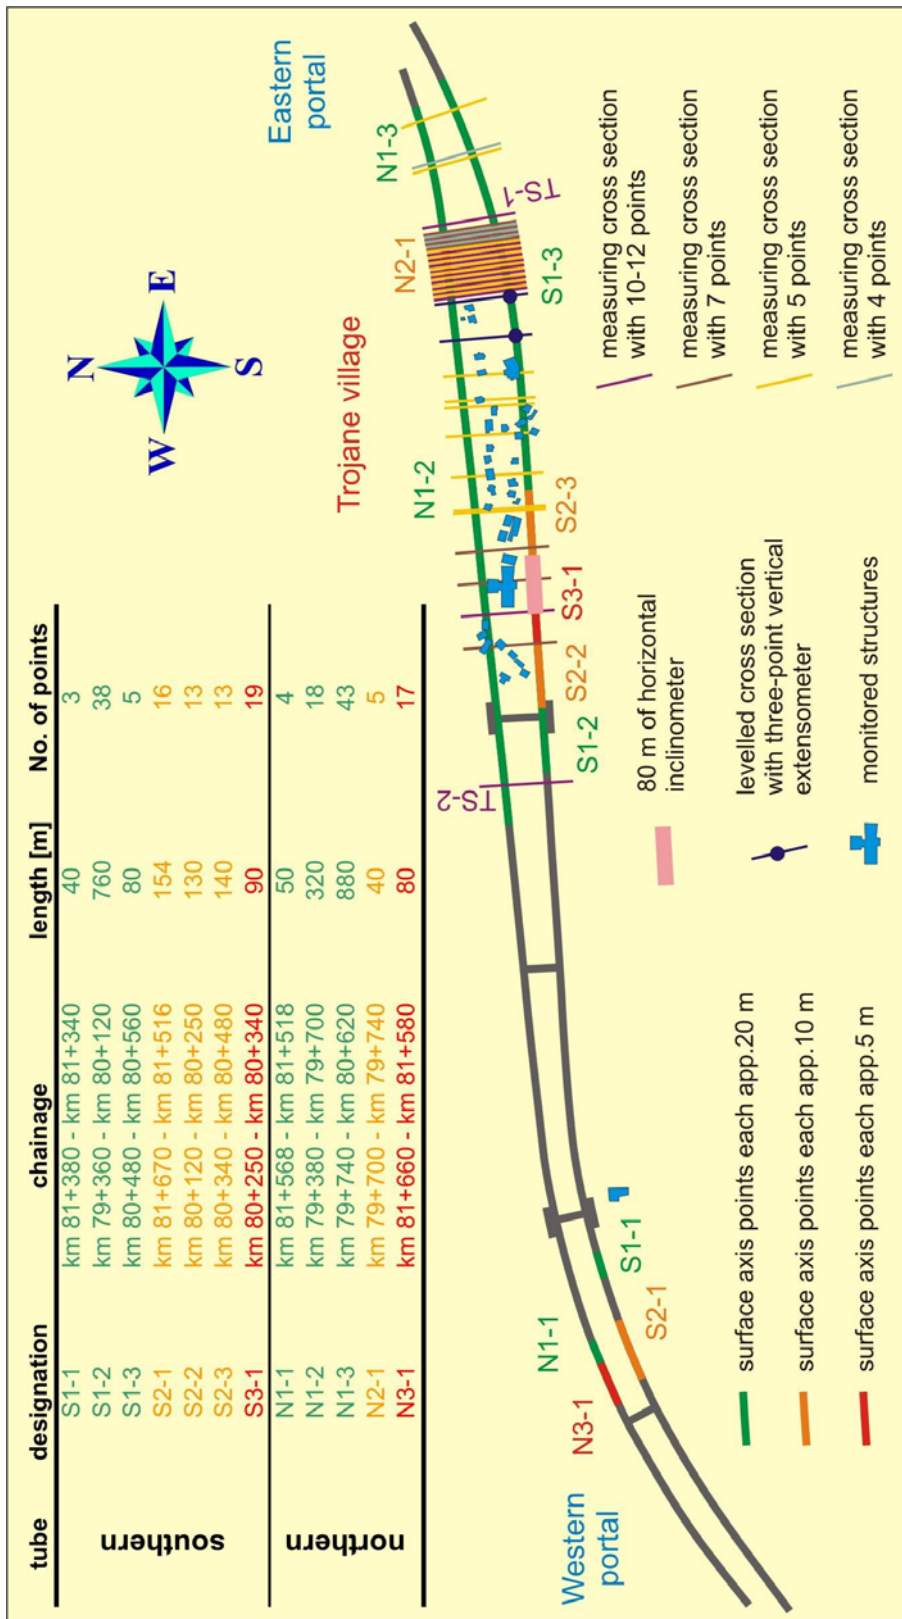 tube designation chainage length [m] No. of points
southern
S1-1 km 81+380 - km 81+340 40 3
S1-2 km 79+360 - km 80+120 760 38
S1-3 km 80+480 - km 80+560 80 5
S2-1 km 81+670 - km 81+516 154 16
S2-2 km 80+120 - km 80+250 130 13
S2-3 km 80+340 - km 80+480 140 13
S3-1 km 80+250 - km 80+340 90 19
northern
N1-1 km 81+568 - km 81+518 50 4
N1-2 km 79+380 - km 79+700 320 18
N1-3 km 79+740 - km 80+620 880 43
N2-1 km 79+700 - km 79+740 40 5
N3-1 km 81+660 - km 81+580 80 17
N
W
E
S
Trojane village
Eastern
portal
Western
portal
N3-1
N1-1
N1-2
N2-1
N1-3
TS-2
TS-1
S2-1
S1-1
S1-2
S2-2
S3-1
S2-3
S1-3
surface axis points each app.20 m
surface axis points each app.10 m
surface axis points each app.5 m
80 m of horizontal
inclinometer
levelled cross section
with three-point vertical
extensometer
monitored structures
measuring cross section
with 10-12 points
measuring cross section
with 7 points
measuring cross section
with 5 points
measuring cross section
with 4 points